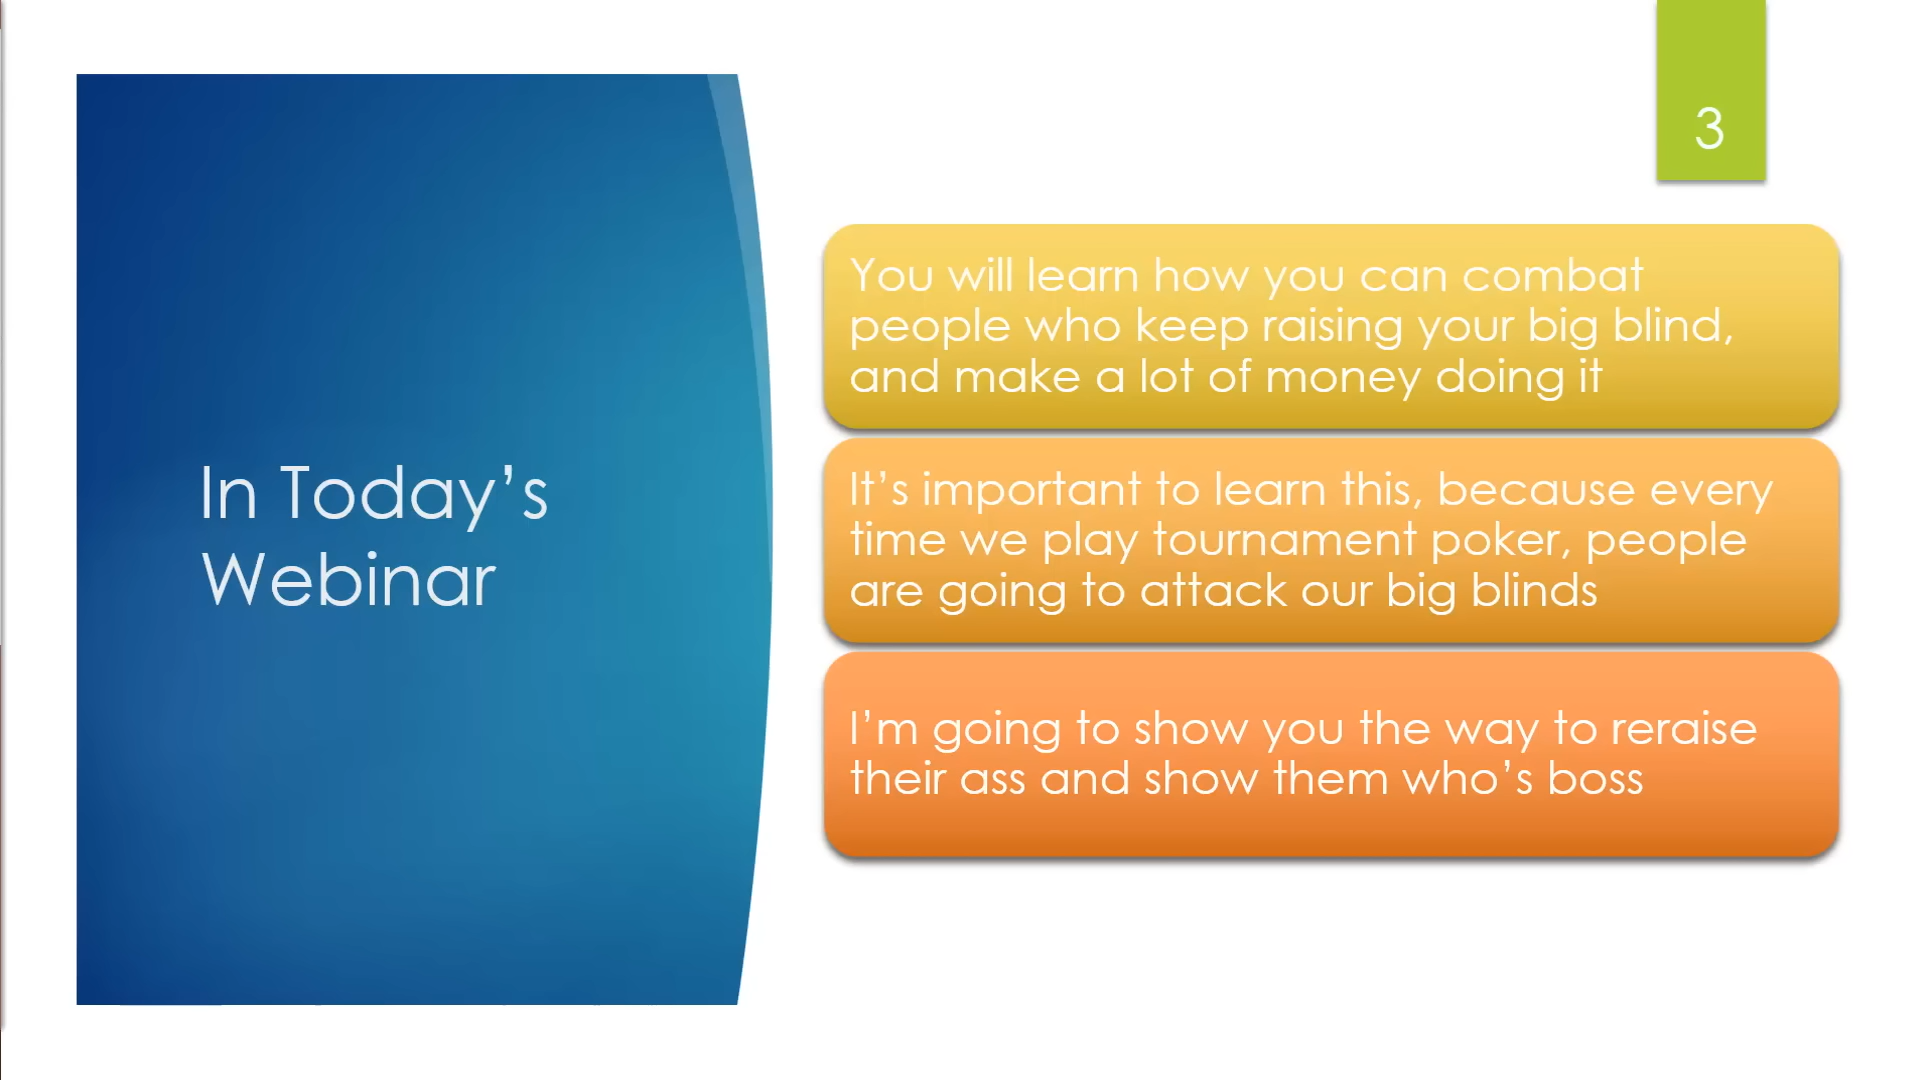 3
In Today’s
Webinar
You will learn how you can combat
people who keep raising your big blind,
and make a lot of money doing it
It’s important to learn this, because every
time we play tournament poker, people
are going to attack our big blinds
I’m going to show you the way to reraise
their ass and show them who’s boss